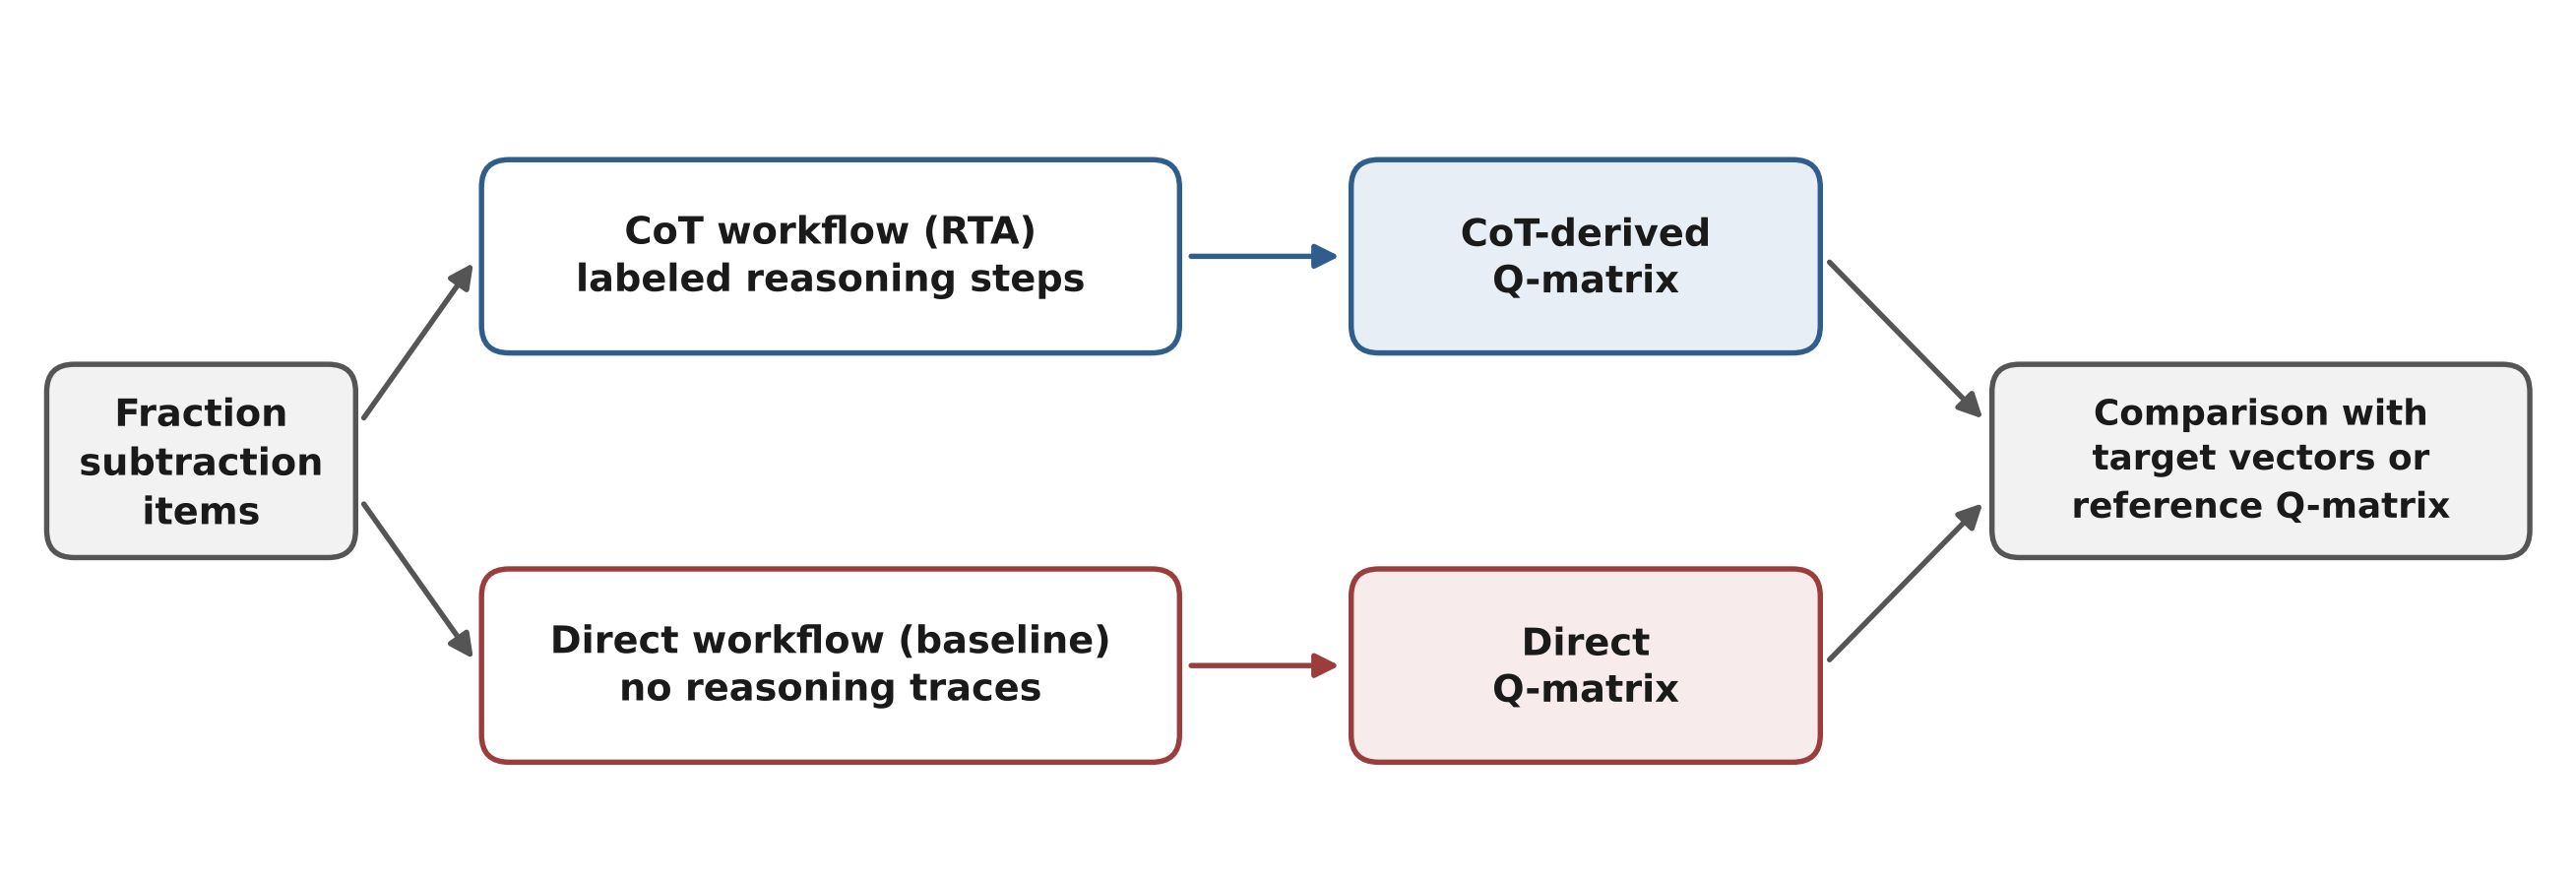 Fraction
subtraction
items
CoT workflow (RTA)
labeled reasoning steps
CoT-derived
Q-matrix
Direct workflow (baseline)
no reasoning traces
Direct
Q-matrix
Comparison with
target vectors or
reference Q-matrix